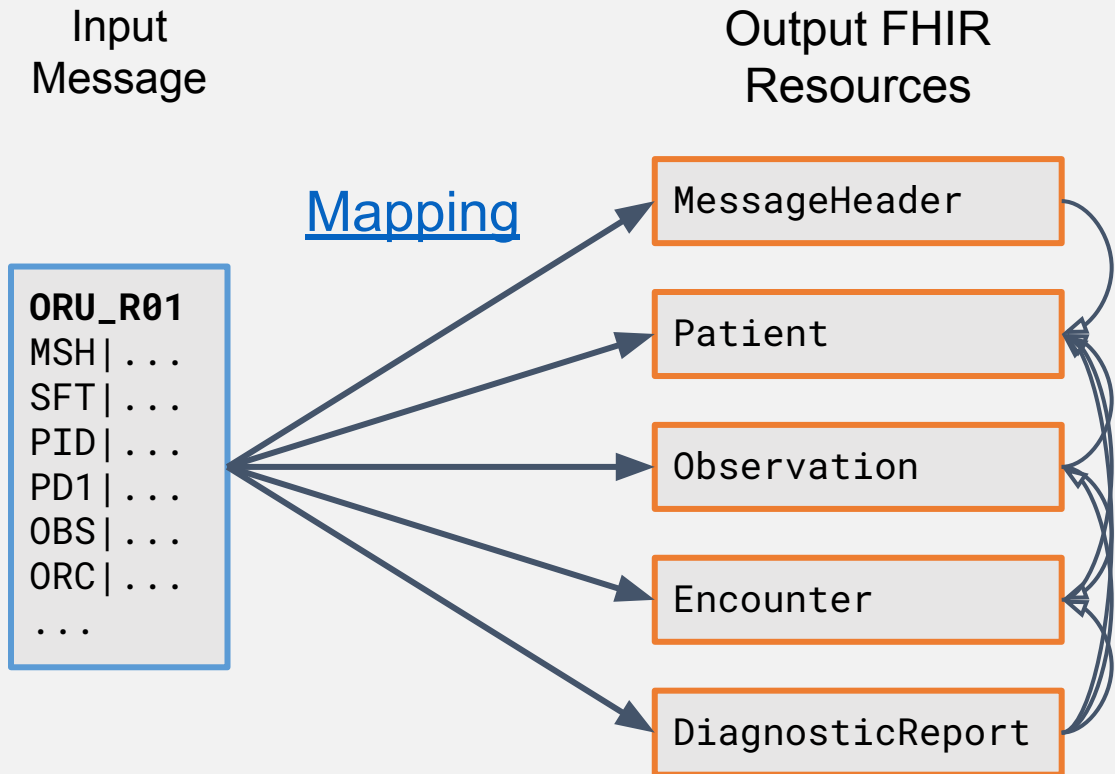 Input
Message
Output FHIR
Resources
Mapping
ORU_R01
MSH|...
SFT|...
PID|...
PD1|...
OBS|...
ORC|...
...
MessageHeader
Patient
Observation
Encounter
DiagnosticReport